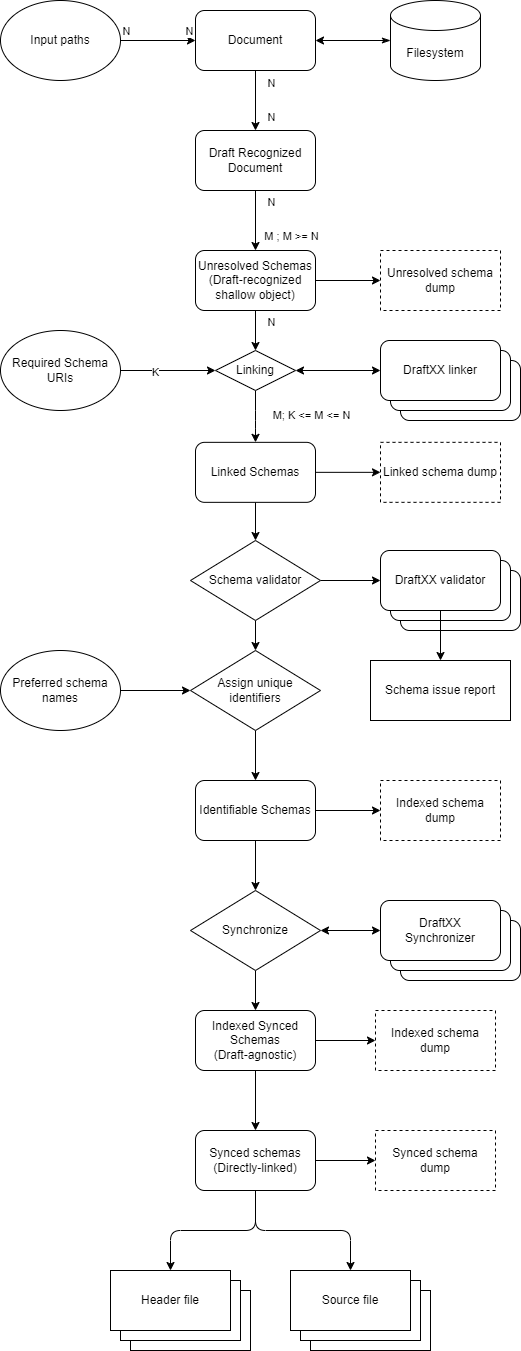 Input paths
N
N
Document
Filesystem
N
N
Draft Recognized
Document
N
M ; M >= N
Unresolved Schemas
(Draft-recognized
shallow object)
Unresolved schema
dump
N
Required Schema
URIs
K
Linking
DraftXX linker
M; K <= M <= N
Linked Schemas
Linked schema dump
Schema validator
DraftXX validator
Preferred schema
names
Assign unique
identifiers
Schema issue report
Identifiable Schemas
Indexed schema
dump
Synchronize
DraftXX
Synchronizer
Indexed Synced
Schemas
(Draft-agnostic)
Indexed schema
dump
Synced schemas
(Directly-linked)
Synced schema
dump
Header file
Source file